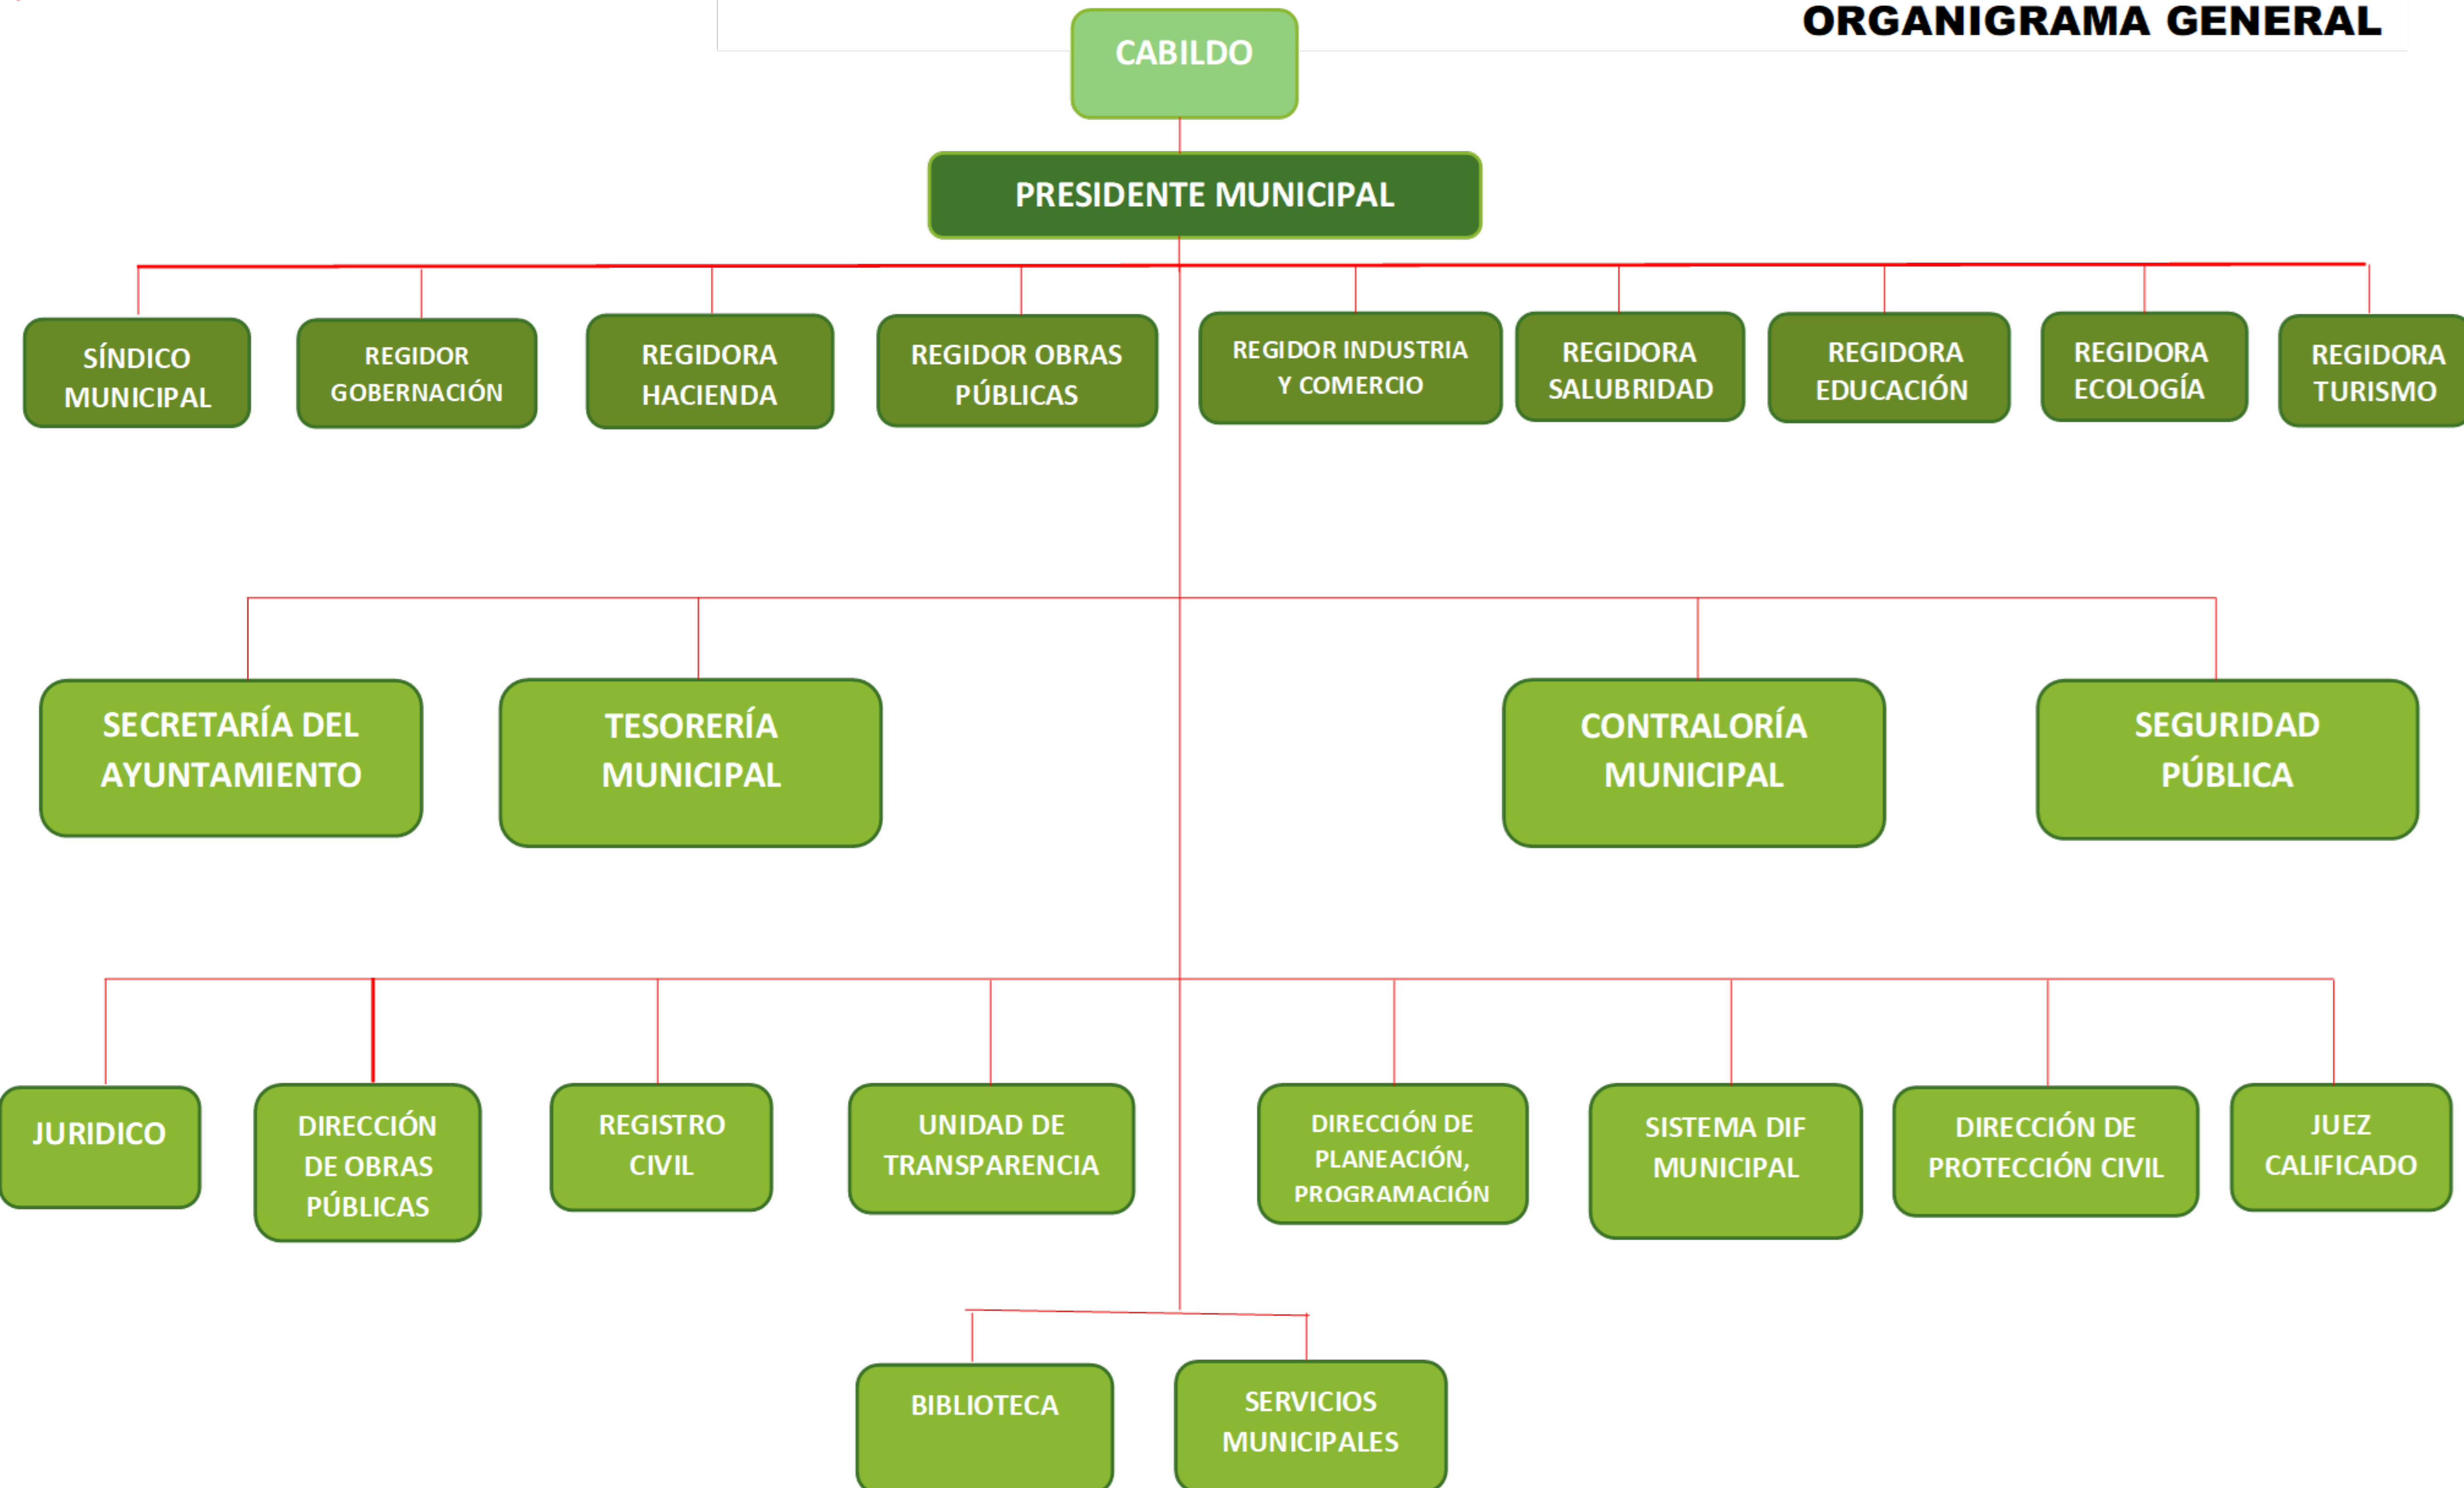 ORGANIGRAMA GENERAL
CABILDO
PRESIDENTE MUNICIPAL
SÍNDICO
MUNICIPAL
REGIDOR
GOBERNACIÓN
REGIDORA
HACIENDA
REGIDOR OBRAS
PÚBLICAS
REGIDOR INDUSTRIA
Y COMERCIO
REGIDORA
SALUBRIDAD
REGIDORA
EDUCACIÓN
REGIDORA
ECOLOGÍA
REGIDORA
TURISMO
SECRETARÍA DEL
AYUNTAMIENTO
TESORERÍA
MUNICIPAL
CONTRALORÍA
MUNICIPAL
SEGURIDAD
PÚBLICA
JURIDICO
DIRECCIÓN
DE OBRAS
PÚBLICAS
REGISTRO
CIVIL
UNIDAD DE
TRANSPARENCIA
DIRECCIÓN DE
PLANEACIÓN,
PROGRAMACIÓN
SISTEMA DIF
MUNICIPAL
DIRECCIÓN DE
PROTECCIÓN CIVIL
JUEZ
CALIFICADO
BIBLIOTECA
SERVICIOS
MUNICIPALES